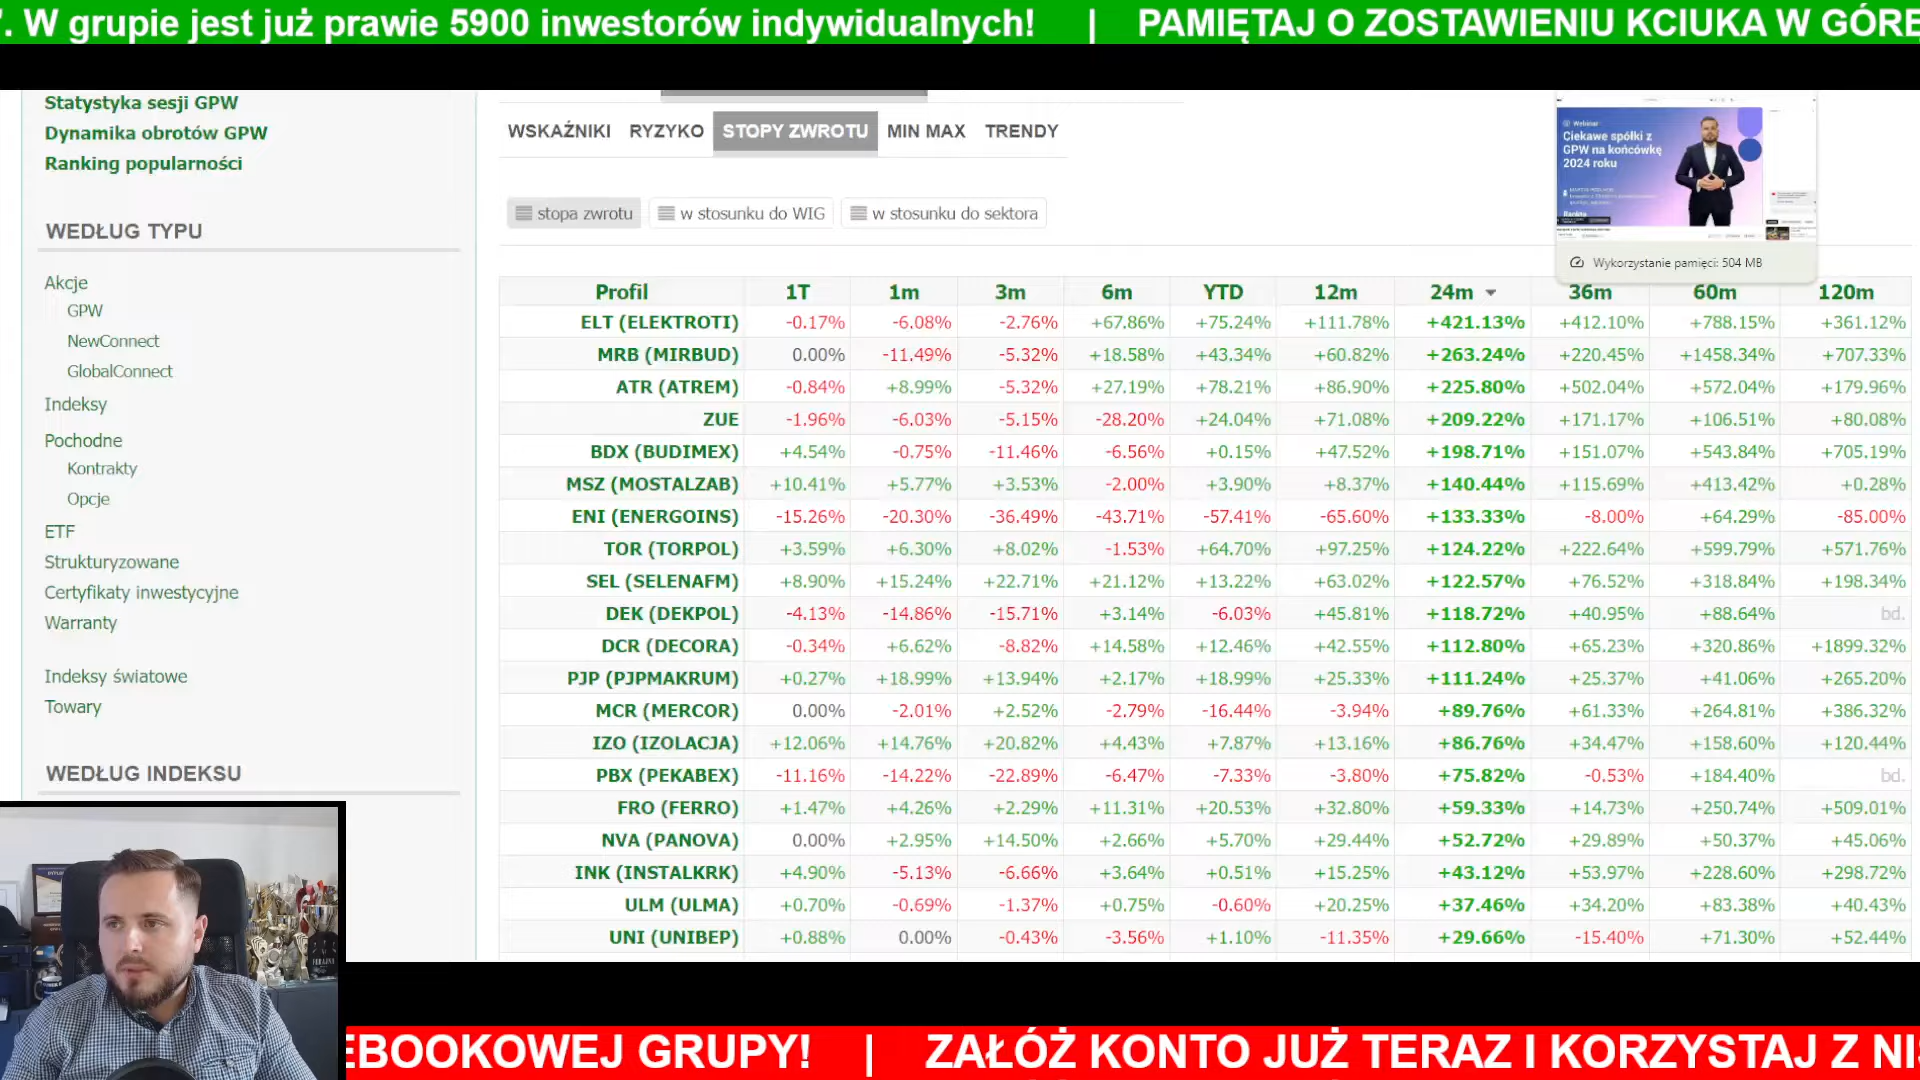 . W grupie jest już prawie 5900 inwestorów indywidualnych! | PAMIĘTAJ O ZOSTAWIENIU KCIUKA W GÓRĘ
Statystyka sesji GPW
Dynamika obrotów GPW
Ranking popularności
WEDŁUG TYPU
Akcje
GPW
NewConnect
GlobalConnect
Indeksy
Pochodne
Kontrakty
Opcje
ETF
Strukturyzowane
Certyfikaty inwestycyjne
Warranty
Indeksy światowe
Towary
WEDŁUG INDEKSU
WSKAŹNIKI RYZYKO STOPY ZWROTU MIN MAX TRENDY
stopa zwrotu w stosunku do WIG w stosunku do sektora
Webinar
Ciekawe spółki z
GPW na końcówkę
2024 roku
Wykorzystanie pamięci: 504 MB
Profil 1T 1m 3m 6m YTD 12m 24m 36m 60m 120m
ELT (ELEKTROTI) -0.17% -6.08% -2.76% +67.86% +75.24% +111.78% +421.13% +412.10% +788.15% +361.12%
MRB (MIRBUD) 0.00% -11.49% -5.32% +18.58% +43.34% +60.82% +263.24% +220.45% +1458.34% +707.33%
ATR (ATREM) -0.84% +8.99% -5.32% +27.19% +78.21% +86.90% +225.80% +502.04% +572.04% +179.96%
ZUE -1.96% -6.03% -5.15% -28.20% +24.04% +71.08% +209.22% +171.17% +106.51% +80.08%
BDX (BUDIMEX) +4.54% -0.75% -11.46% -6.56% +0.15% +47.52% +198.71% +151.07% +543.84% +705.19%
MSZ (MOSTALZAB) +10.41% +5.77% +3.53% -2.00% +3.90% +8.37% +140.44% +115.69% +413.42% +0.28%
ENI (ENERGOINS) -15.26% -20.30% -36.49% -43.71% -57.41% -65.60% +133.33% -8.00% +64.29% -85.00%
TOR (TORPOL) +3.59% +6.30% +8.02% -1.53% +64.70% +97.25% +124.22% +222.64% +599.79% +571.76%
SEL (SELENAFM) +8.90% +15.24% +22.71% +21.12% +13.22% +63.02% +122.57% +76.52% +318.84% +198.34%
DEK (DEKPOL) -4.13% -14.86% -15.71% +3.14% -6.03% +45.81% +118.72% +40.95% +88.64% bd.
DCR (DECORA) -0.34% +6.62% -8.82% +14.58% +12.46% +42.55% +112.80% +65.23% +320.86% +1899.32%
PJP (PJPMAKRUM) +0.27% +18.99% +13.94% +2.17% +18.99% +25.33% +111.24% +25.37% +41.06% +265.20%
MCR (MERCOR) 0.00% -2.01% +2.52% -2.79% -16.44% -3.94% +89.76% +61.33% +264.81% +386.32%
IZO (IZOLACJA) +12.06% +14.76% +20.82% +4.43% +7.87% +13.16% +86.76% +34.47% +158.60% +120.44%
PBX (PEKABEX) -11.16% -14.22% -22.89% -6.47% -7.33% -3.80% +75.82% -0.53% +184.40% bd.
FRO (FERRO) +1.47% +4.26% +2.29% +11.31% +20.53% +32.80% +59.33% +14.73% +250.74% +509.01%
NVA (PANOVA) 0.00% +2.95% +14.50% +2.66% +5.70% +29.44% +52.72% +29.89% +50.37% +45.06%
INK (INSTALKRK) +4.90% -5.13% -6.66% +3.64% +0.51% +15.25% +43.12% +53.97% +228.60% +298.72%
ULM (ULMA) +0.70% -0.69% -1.37% +0.75% -0.60% +20.25% +37.46% +34.20% +83.38% +40.43%
UNI (UNIBEP) +0.88% 0.00% -0.43% -3.56% +1.10% -11.35% +29.66% -15.40% +71.30% +52.44%
EBOOKOWEJ GRUPY! | ZAŁÓŻ KONTO JUŻ TERAZ I KORZYSTAJ Z NI